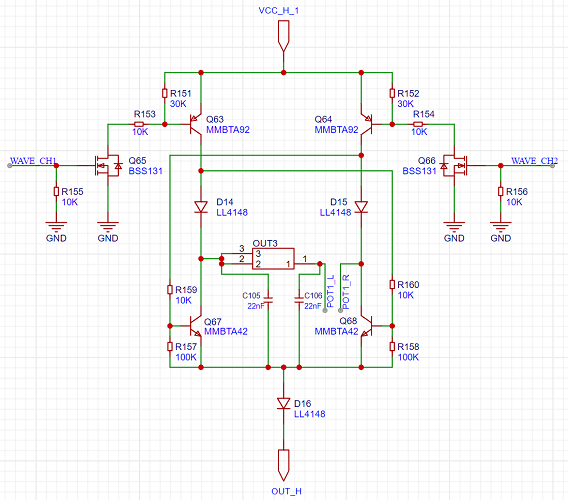 VCC_H_1
R151
30K
R152
30K
R153
10K
Q63
MMBTA92
Q64
MMBTA92
R154
10K
WAVE_CH1
Q65
BSS131
Q66
BSS131
WAVE_CH2
R155
10K
R156
10K
GND
GND
GND
GND
D14
LL4148
D15
LL4148
OUT3
3
3
2
2
1
1
POT1_L
POT1_R
R159
10K
C105
22nF
C106
22nF
R160
10K
Q67
MMBTA42
Q68
MMBTA42
R157
100K
R158
100K
D16
LL4148
OUT_H